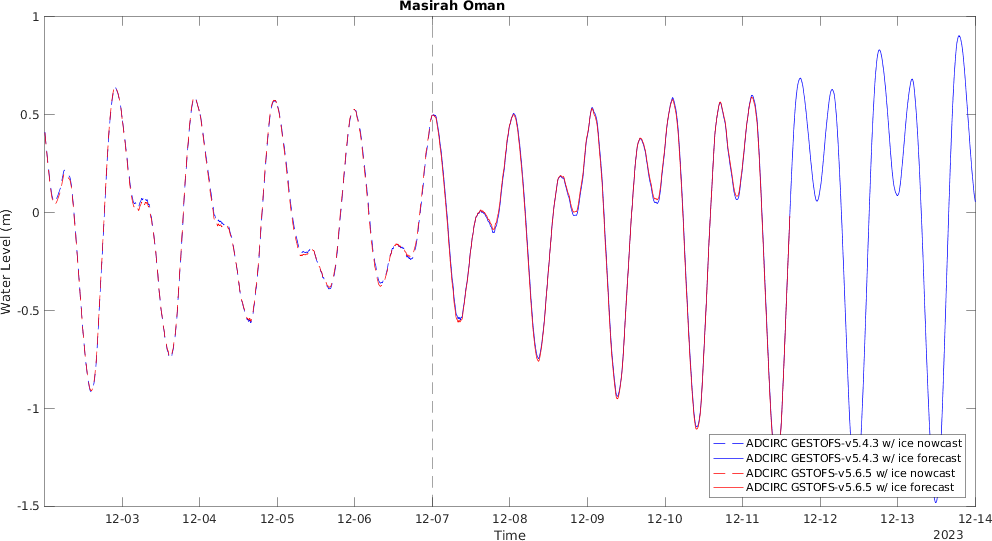 Masirah Oman
1
0.5
0
-0.5
-1
-1.5
Water Level (m)
ADCIRC GESTOFS-v5.4.3 w/ ice nowcast
ADCIRC GESTOFS-v5.4.3 w/ ice forecast
ADCIRC GSTOFS-v5.6.5 w/ ice nowcast
ADCIRC GSTOFS-v5.6.5 w/ ice forecast
12-03 12-04 12-05 12-06 12-07 12-08 12-09 12-10 12-11 12-12 12-13 12-14
Time
2023